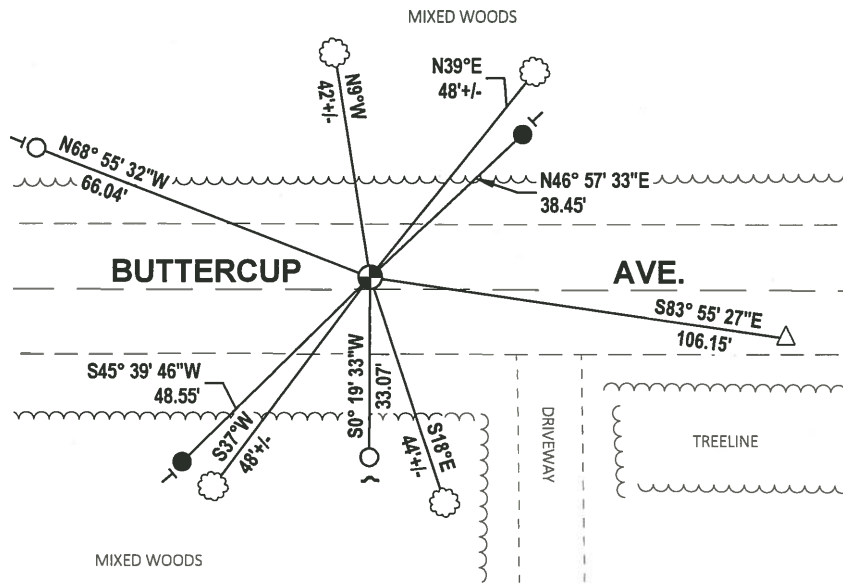 MIXED WOODS
N9°W
42'+/-
N39°E
48'+/-
N68° 55' 32"W
66.04'
N46° 57' 33"E
38.45'
BUTTERCUP AVE.
S83° 55' 27"E
106.15'
S45° 39' 46"W
48.55'
S37°W
48'+/-
S0° 19' 33"W
33.07'
S18°E
44'+/-
DRIVEWAY
TREELINE
MIXED WOODS